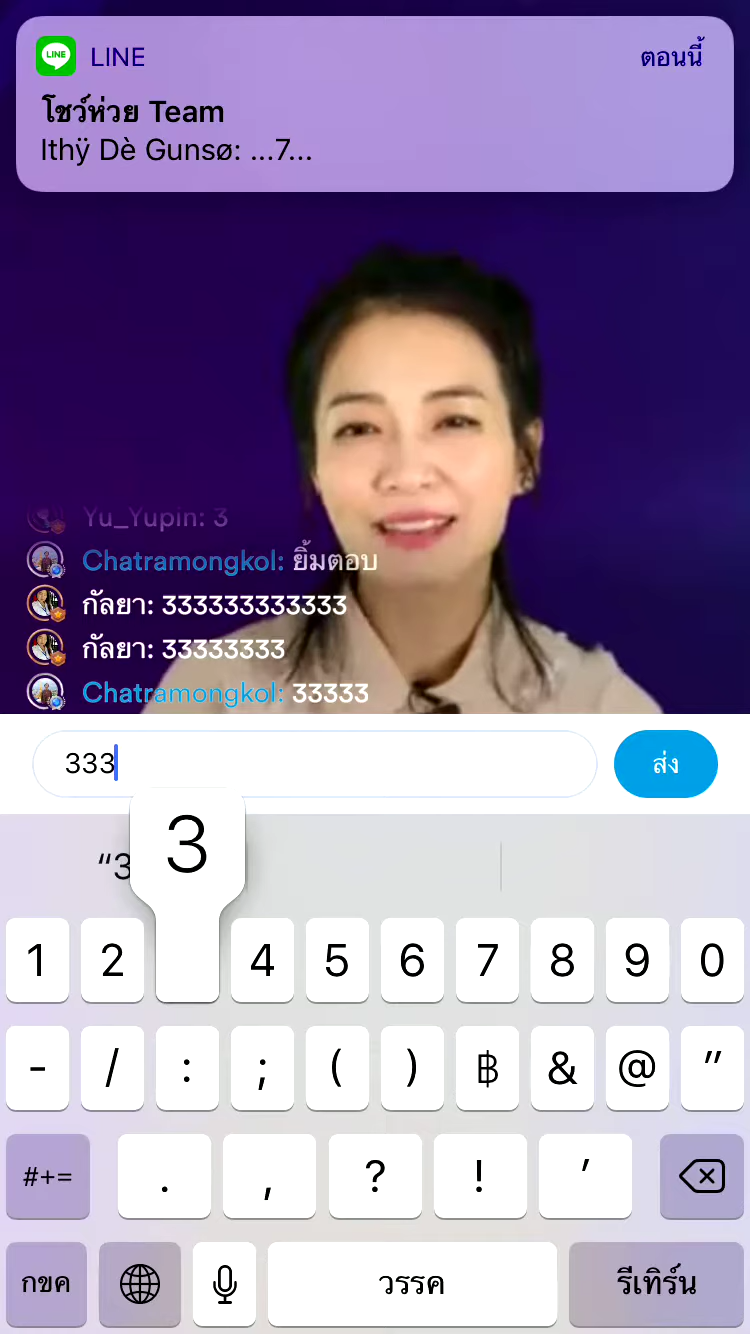 LINE
LINE ตอนนี้
โชว์ห่วย Team
Ithÿ Dè Gunsø: ...7...
Yu_Yupin: 3
Chatramongkol: ยิ้มตอบ
กัลยา: 333333333333
กัลยา: 33333333
Chatramongkol: 33333
333 ส่ง
3
“3
1 2 4 5 6 7 8 9 0
- / : ; ( ) ฿ & @ ”
#+= . , ? ! ’
กขค วรรค รีเทิร์น